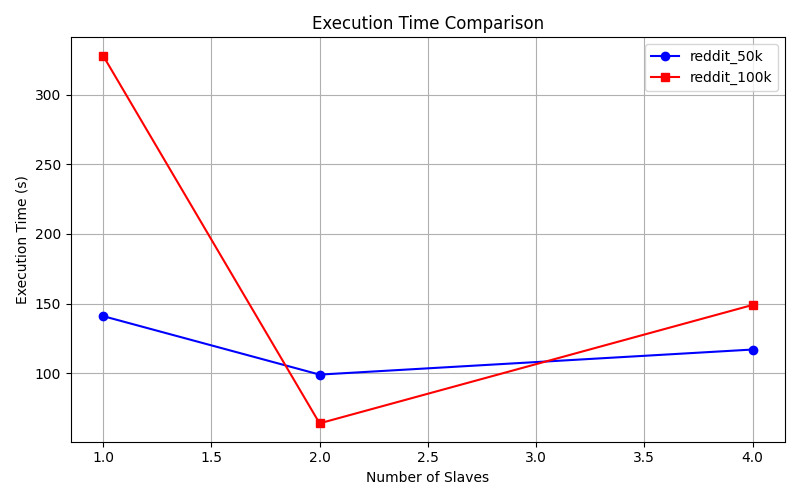 Execution Time Comparison
reddit_50k
reddit_100k
Execution Time (s)
300
250
200
150
100
1.0 1.5 2.0 2.5 3.0 3.5 4.0
Number of Slaves